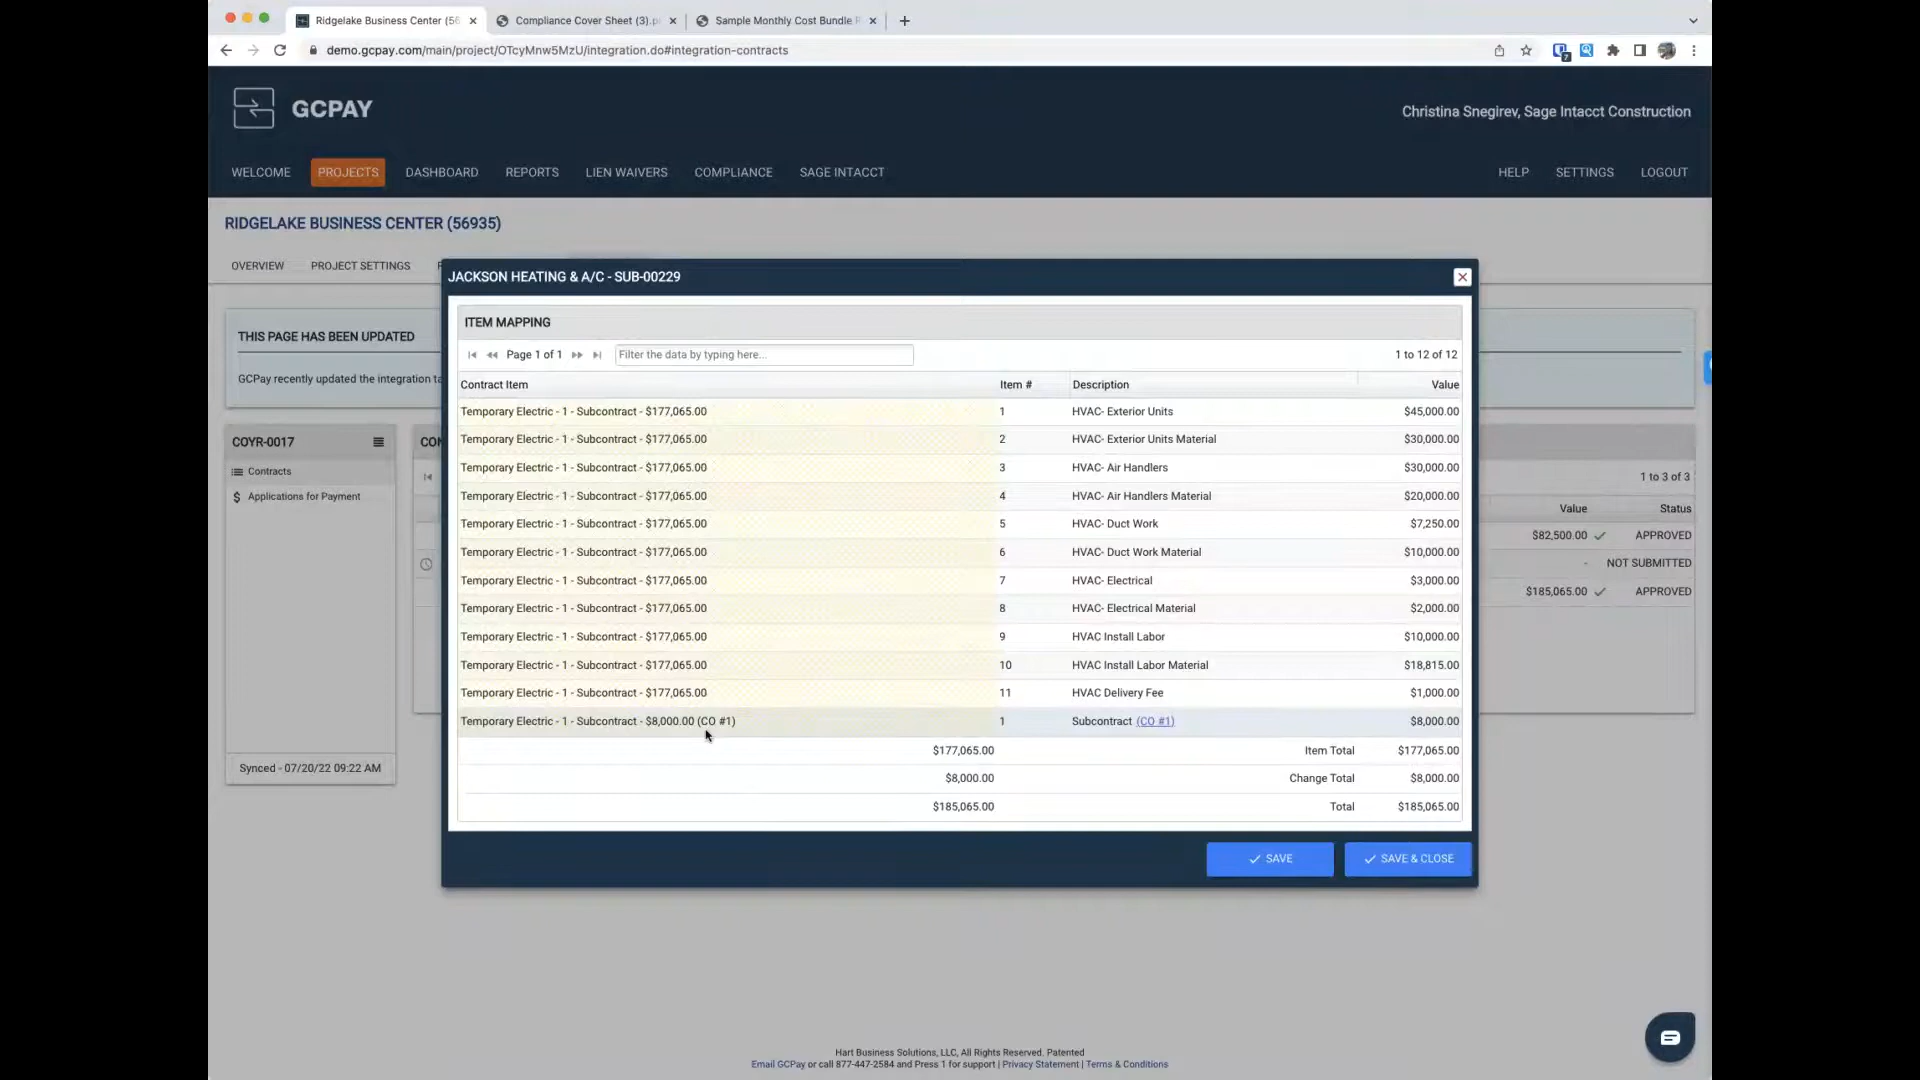 Ridgelake Business Center (56
Compliance Cover Sheet (3).p
Sample Monthly Cost Bundle
demo.gcpay.com/main/project/OTcyMnw5MzU/integration.do#integration-contracts
7
GCPAY
Christina Snegirev, Sage Intacct Construction
WELCOME PROJECTS DASHBOARD REPORTS LIEN WAIVERS COMPLIANCE SAGE INTACCT HELP SETTINGS LOGOUT
RIDGELAKE BUSINESS CENTER (56935)
OVERVIEW PROJECT SETTINGS
JACKSON HEATING & A/C - SUB-00229
THIS PAGE HAS BEEN UPDATED
GCPay recently updated the integration ta
COYR-0017
Contracts
Applications for Payment
Synced - 07/20/22 09:22 AM
CON
ITEM MAPPING
Page 1 of 1 Filter the data by typing here... 1 to 12 of 12
Contract Item Item # Description Value
Temporary Electric - 1 - Subcontract - $177,065.00 1 HVAC- Exterior Units $45,000.00
Temporary Electric - 1 - Subcontract - $177,065.00 2 HVAC- Exterior Units Material $30,000.00
Temporary Electric - 1 - Subcontract - $177,065.00 3 HVAC- Air Handlers $30,000.00
Temporary Electric - 1 - Subcontract - $177,065.00 4 HVAC- Air Handlers Material $20,000.00
Temporary Electric - 1 - Subcontract - $177,065.00 5 HVAC- Duct Work $7,250.00
Temporary Electric - 1 - Subcontract - $177,065.00 6 HVAC- Duct Work Material $10,000.00
Temporary Electric - 1 - Subcontract - $177,065.00 7 HVAC- Electrical $3,000.00
Temporary Electric - 1 - Subcontract - $177,065.00 8 HVAC- Electrical Material $2,000.00
Temporary Electric - 1 - Subcontract - $177,065.00 9 HVAC Install Labor $10,000.00
Temporary Electric - 1 - Subcontract - $177,065.00 10 HVAC Install Labor Material $18,815.00
Temporary Electric - 1 - Subcontract - $177,065.00 11 HVAC Delivery Fee $1,000.00
Temporary Electric - 1 - Subcontract - $8,000.00 (CO #1) 1 Subcontract (CO #1) $8,000.00
$177,065.00 Item Total $177,065.00
$8,000.00 Change Total $8,000.00
$185,065.00 Total $185,065.00
SAVE SAVE & CLOSE
1 to 3 of 3
Value Status
$82,500.00 APPROVED
- NOT SUBMITTED
$185,065.00 APPROVED
Hart Business Solutions, LLC, All Rights Reserved. Patented
Email GCPay or call 877-447-2584 and Press 1 for support | Privacy Statement | Terms & Conditions